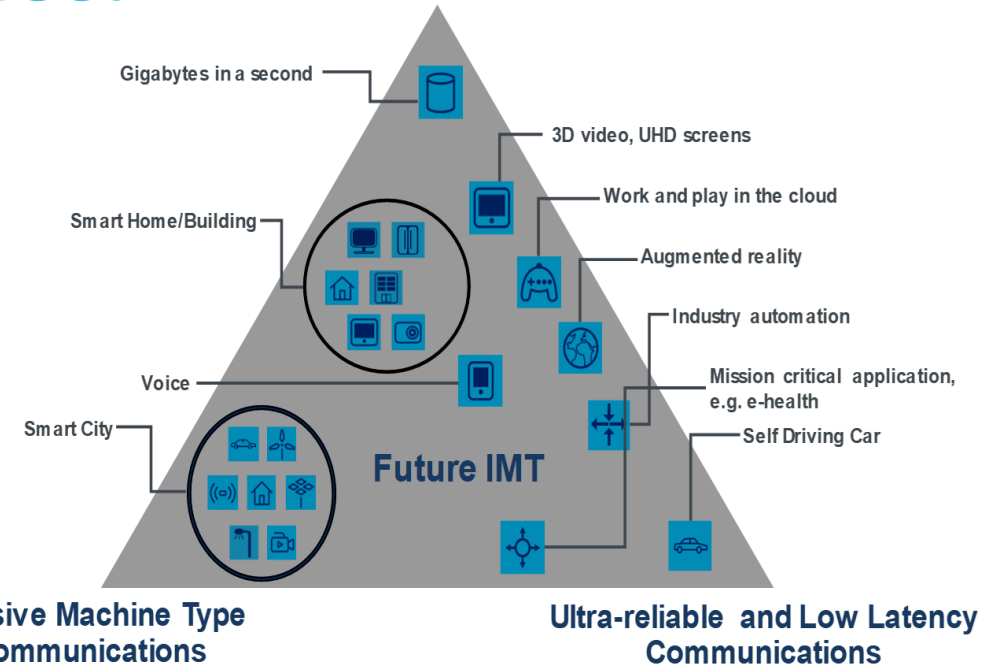 Gigabytes in a second
3D video, UHD screens
Work and play in the cloud
Smart Home/Building
Augmented reality
Industry automation
Voice
Mission critical application,
e.g. e-health
Smart City
Self Driving Car
Future IMT
sive Machine Type
ommunications
Ultra-reliable and Low Latency
Communications